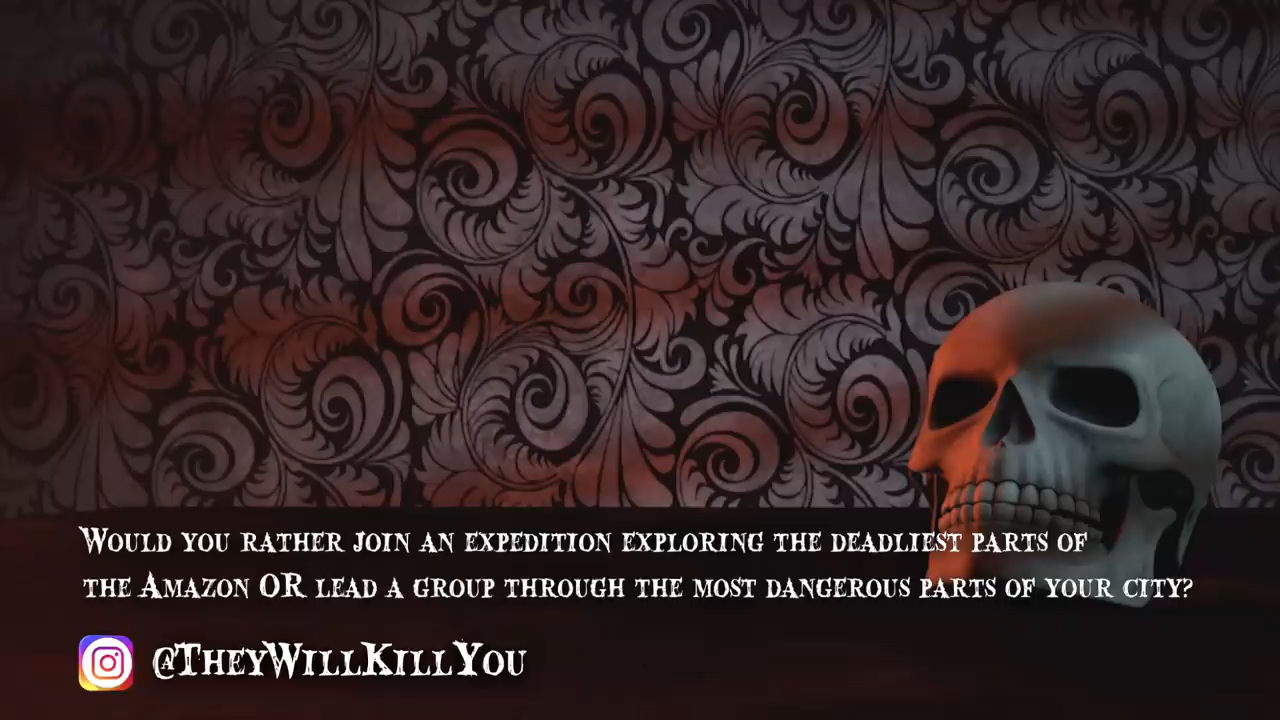 Would you rather join an expedition exploring the deadliest parts of
the Amazon OR lead a group through the most dangerous parts of your city?
@TheyWillKillYou